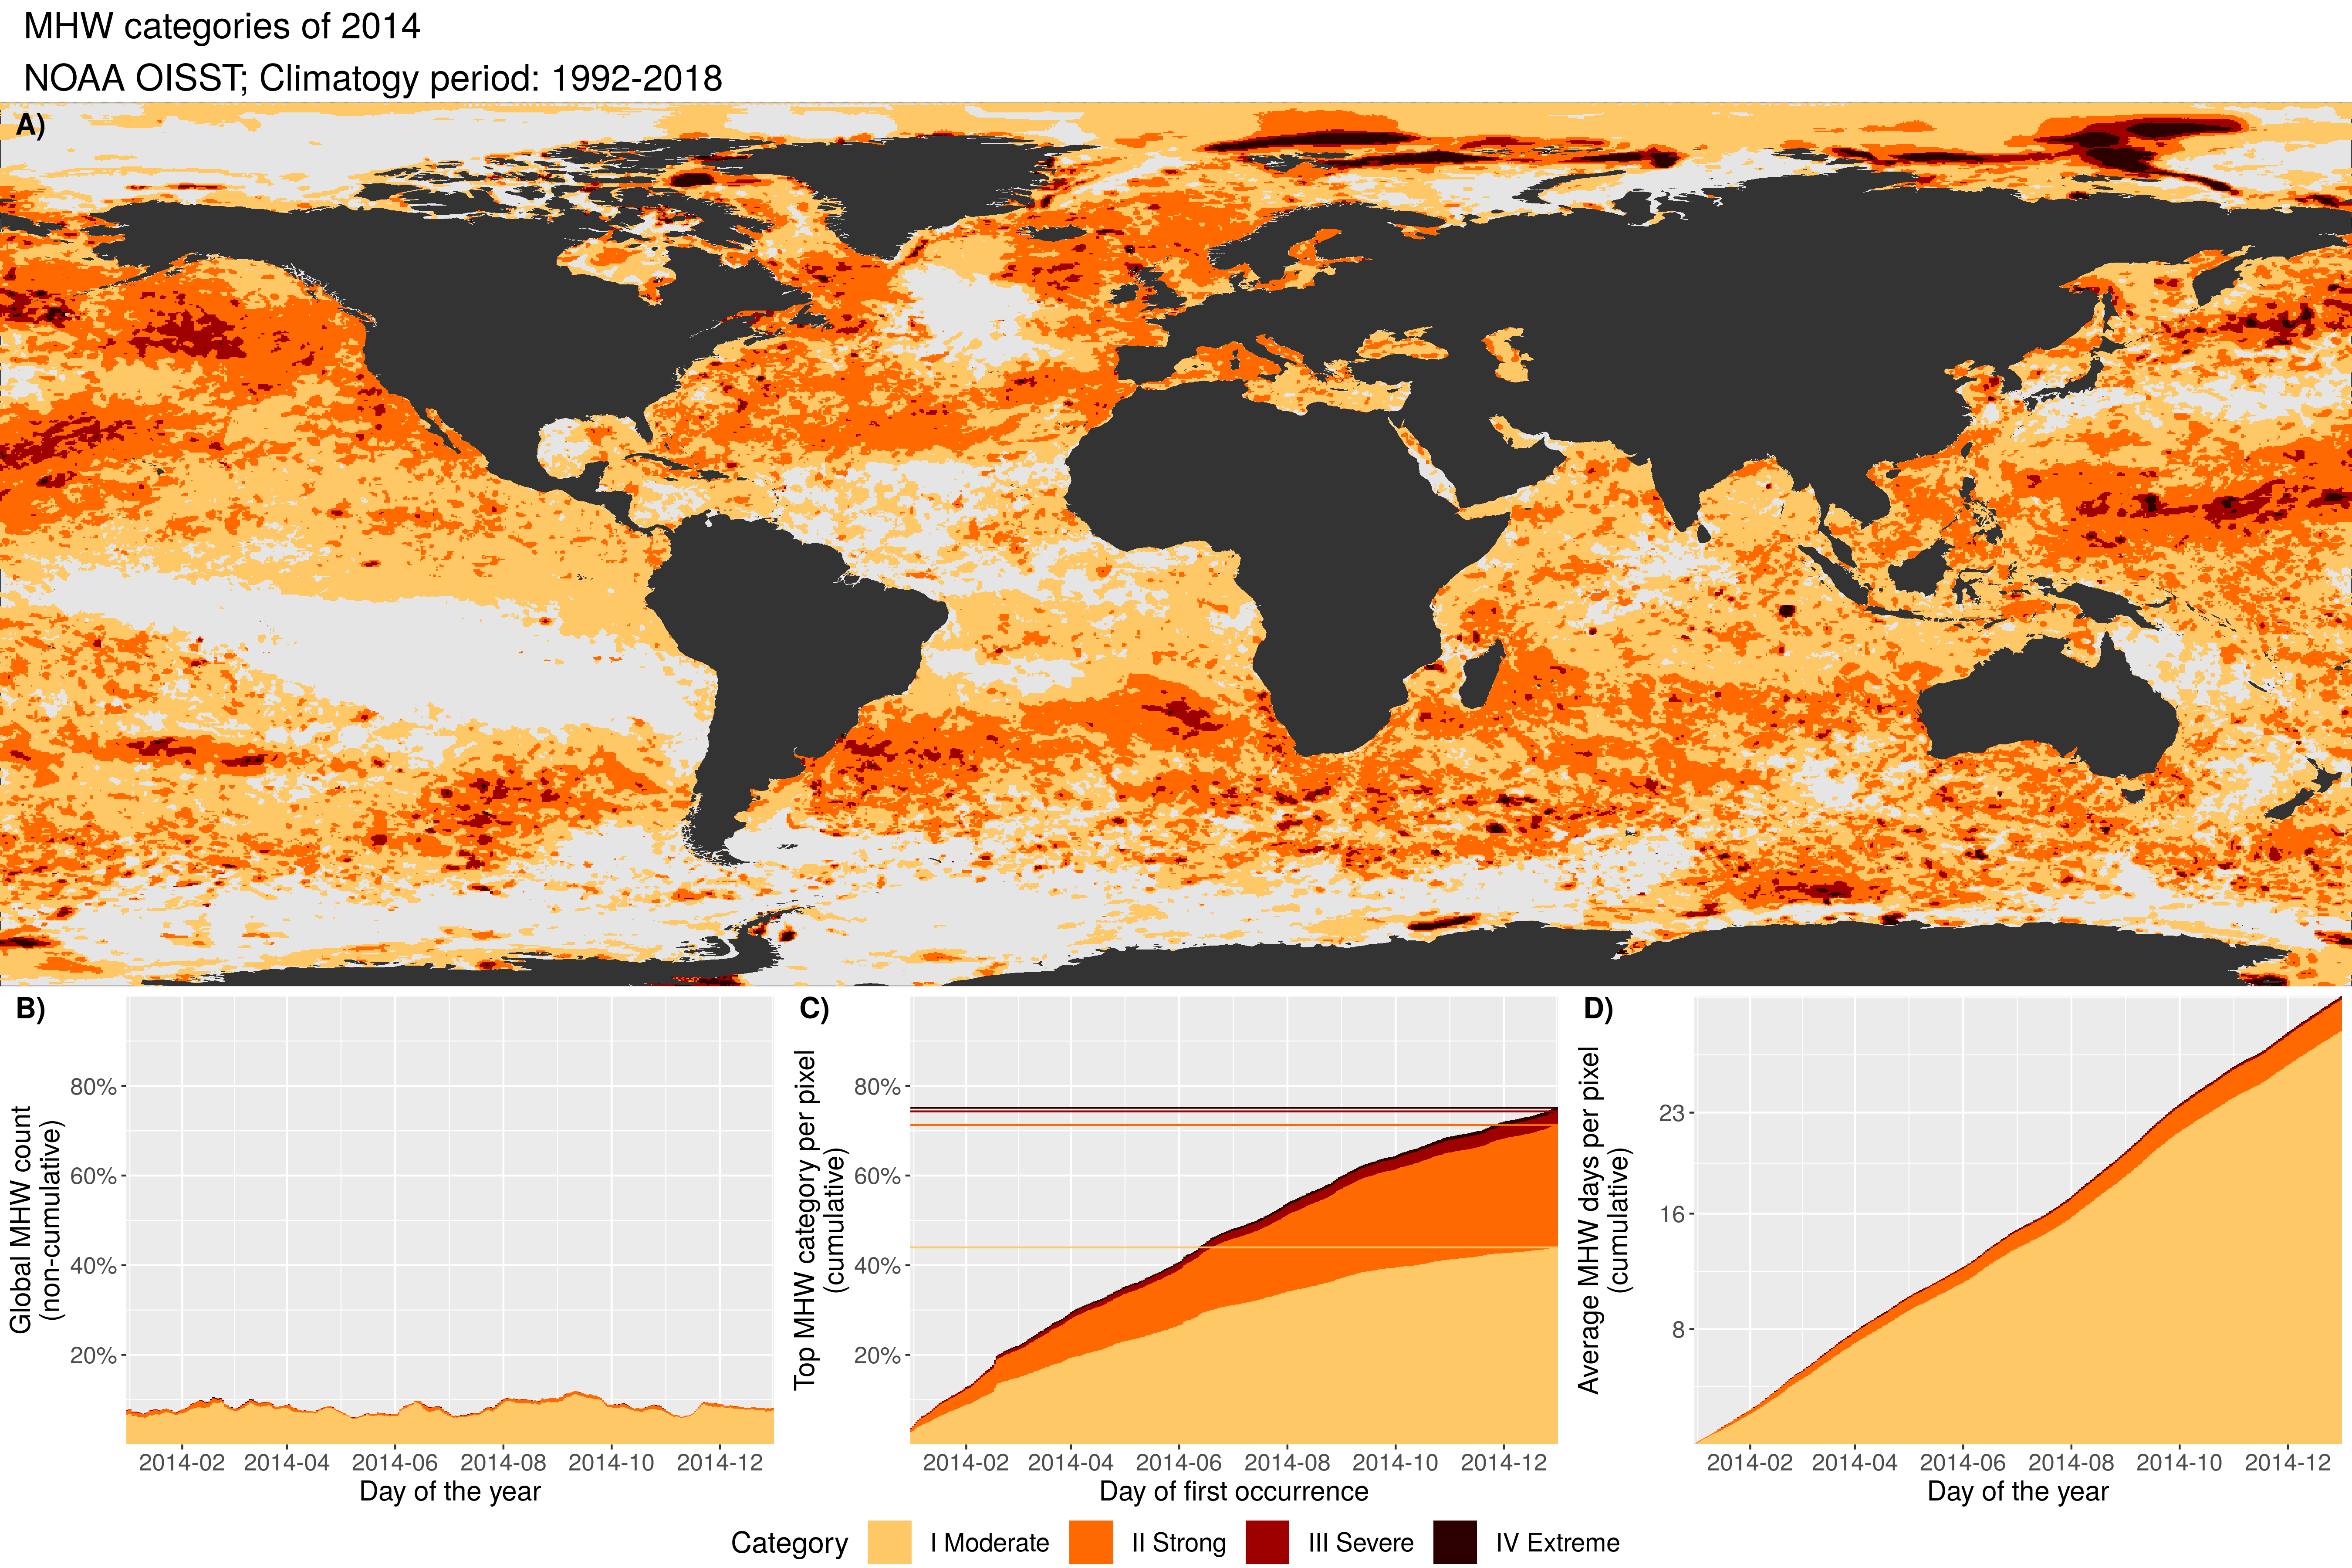 MHW categories of 2014
NOAA OISST; Climatogy period: 1992-2018
A)
B)
Global MHW count
(non-cumulative)
80%
60%
40%
20%
2014-02 2014-04 2014-06 2014-08 2014-10 2014-12
Day of the year
C)
Top MHW category per pixel
(cumulative)
80%
60%
40%
20%
2014-02 2014-04 2014-06 2014-08 2014-10 2014-12
Day of first occurrence
D)
Average MHW days per pixel
(cumulative)
23
16
8
2014-02 2014-04 2014-06 2014-08 2014-10 2014-12
Day of the year
Category I Moderate II Strong III Severe IV Extreme